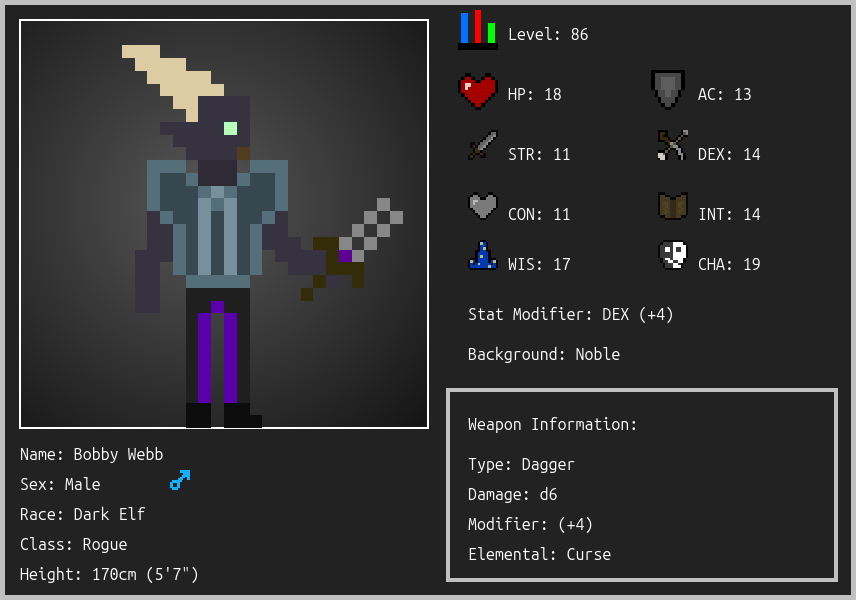 Level: 86
HP: 18
AC: 13
STR: 11
DEX: 14
CON: 11
INT: 14
WIS: 17
CHA: 19
Stat Modifier: DEX (+4)
Background: Noble
Weapon Information:
Type: Dagger
Damage: d6
Modifier: (+4)
Elemental: Curse
Name: Bobby Webb
Sex: Male
Race: Dark Elf
Class: Rogue
Height: 170cm (5'7")